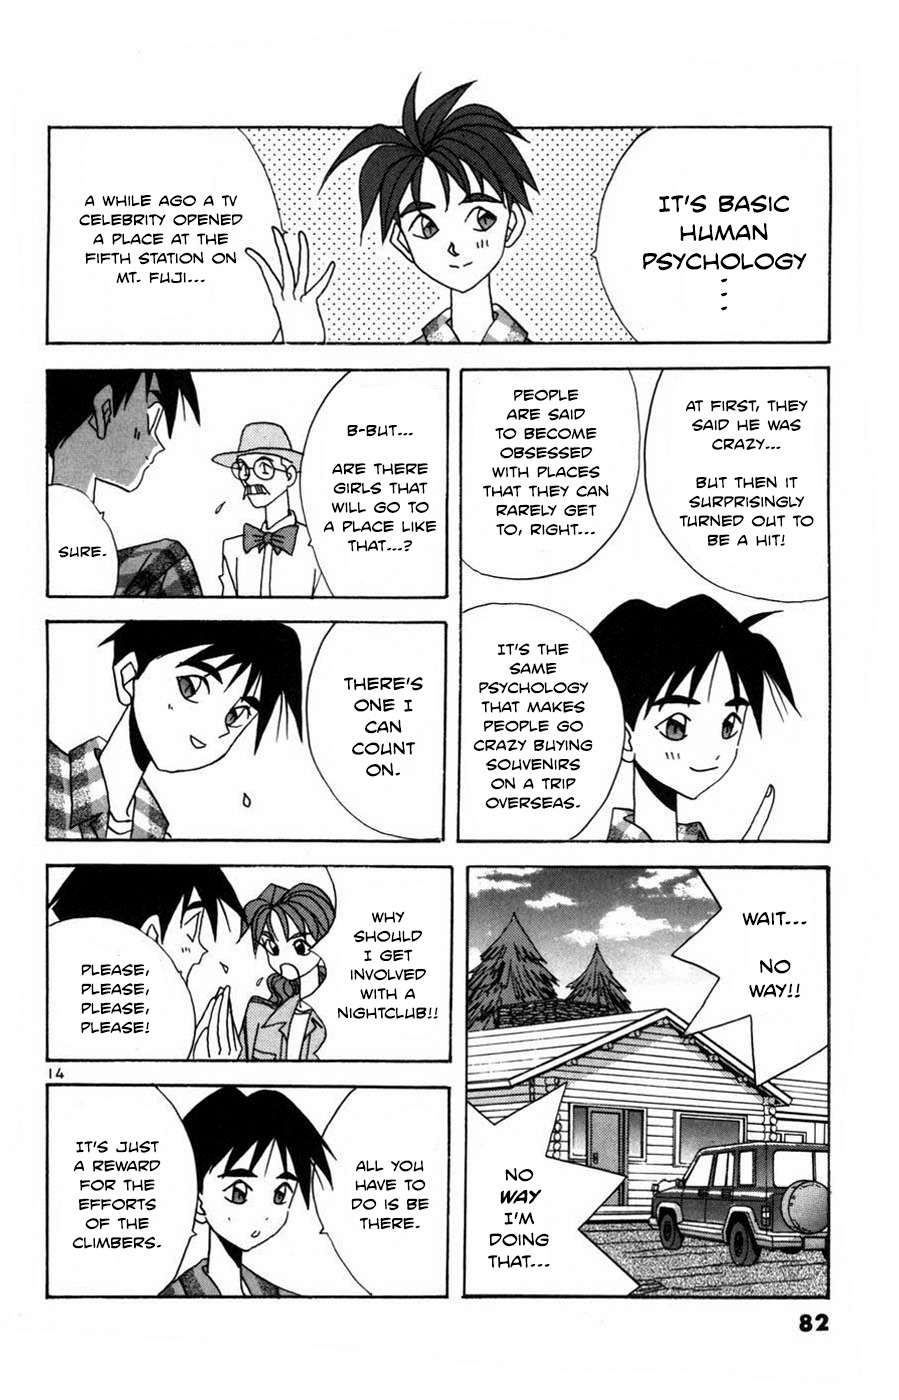 IT'S BASIC
HUMAN
PSYCHOLOGY
...
A WHILE AGO A TV
CELEBRITY OPENED
A PLACE AT THE
FIFTH STATION ON
MT. FUJI...
AT FIRST, THEY
SAID HE WAS
CRAZY...
BUT THEN IT
SURPRISINGLY
TURNED OUT TO
BE A HIT!
PEOPLE
ARE SAID
TO BECOME
OBSESSED
WITH PLACES
THAT THEY CAN
RARELY GET
TO, RIGHT...
IT'S THE
SAME
PSYCHOLOGY
THAT MAKES
PEOPLE GO
CRAZY BUYING
SOUVENIRS
ON A TRIP
OVERSEAS.
B-BUT...
ARE THERE
GIRLS THAT
WILL GO TO
A PLACE LIKE
THAT...?
SURE.
THERE'S
ONE I
CAN
COUNT
ON.
WAIT...
NO
WAY!!
NO
WAY
I'M
DOING
THAT...
WHY
SHOULD
I GET
INVOLVED
WITH A
NIGHTCLUB!!
PLEASE,
PLEASE,
PLEASE,
PLEASE!
14
ALL YOU
HAVE TO
DO IS BE
THERE.
IT'S JUST
A REWARD
FOR THE
EFFORTS
OF THE
CLIMBERS.
82